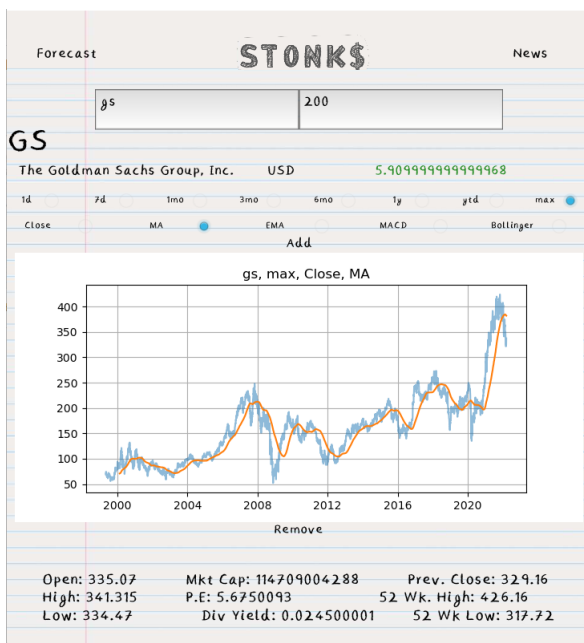 Forecast STONK$ News
gs 200
GS
The Goldman Sachs Group, Inc. USD 5.909999999999968
1d 7d 1mo 3mo 6mo 1y ytd max
Close MA EMA MACD Bollinger
Add
gs, max, Close, MA
400
350
300
250
200
150
100
50
2000 2004 2008 2012 2016 2020
Remove
Open: 335.07 Mkt Cap: 114709004288 Prev. Close: 329.16
High: 341.315 P.E: 5.6750093 52 Wk. High: 426.16
Low: 334.47 Div Yield: 0.024500001 52 Wk Low: 317.72